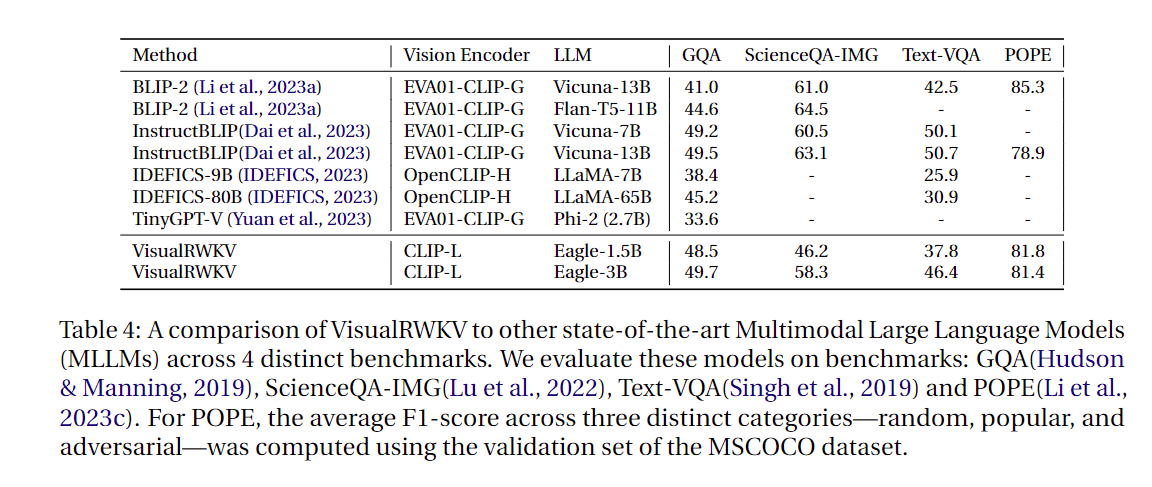 Method Vision Encoder LLM GQA ScienceQA-IMG Text-VQA POPE
BLIP-2 (Li et al., 2023a) EVA01-CLIP-G Vicuna-13B 41.0 61.0 42.5 85.3
BLIP-2 (Li et al., 2023a) EVA01-CLIP-G Flan-T5-11B 44.6 64.5 - -
InstructBLIP(Dai et al., 2023) EVA01-CLIP-G Vicuna-7B 49.2 60.5 50.1 -
InstructBLIP(Dai et al., 2023) EVA01-CLIP-G Vicuna-13B 49.5 63.1 50.7 78.9
IDEFICS-9B (IDEFICS, 2023) OpenCLIP-H LLaMA-7B 38.4 - 25.9 -
IDEFICS-80B (IDEFICS, 2023) OpenCLIP-H LLaMA-65B 45.2 - 30.9 -
TinyGPT-V (Yuan et al., 2023) EVA01-CLIP-G Phi-2 (2.7B) 33.6 - - -
VisualRWKV CLIP-L Eagle-1.5B 48.5 46.2 37.8 81.8
VisualRWKV CLIP-L Eagle-3B 49.7 58.3 46.4 81.4
Table 4: A comparison of VisualRWKV to other state-of-the-art Multimodal Large Language Models
(MLLMs) across 4 distinct benchmarks. We evaluate these models on benchmarks: GQA(Hudson
& Manning, 2019), ScienceQA-IMG(Lu et al., 2022), Text-VQA(Singh et al., 2019) and POPE(Li et al.,
2023c). For POPE, the average F1-score across three distinct categories—random, popular, and
adversarial—was computed using the validation set of the MSCOCO dataset.